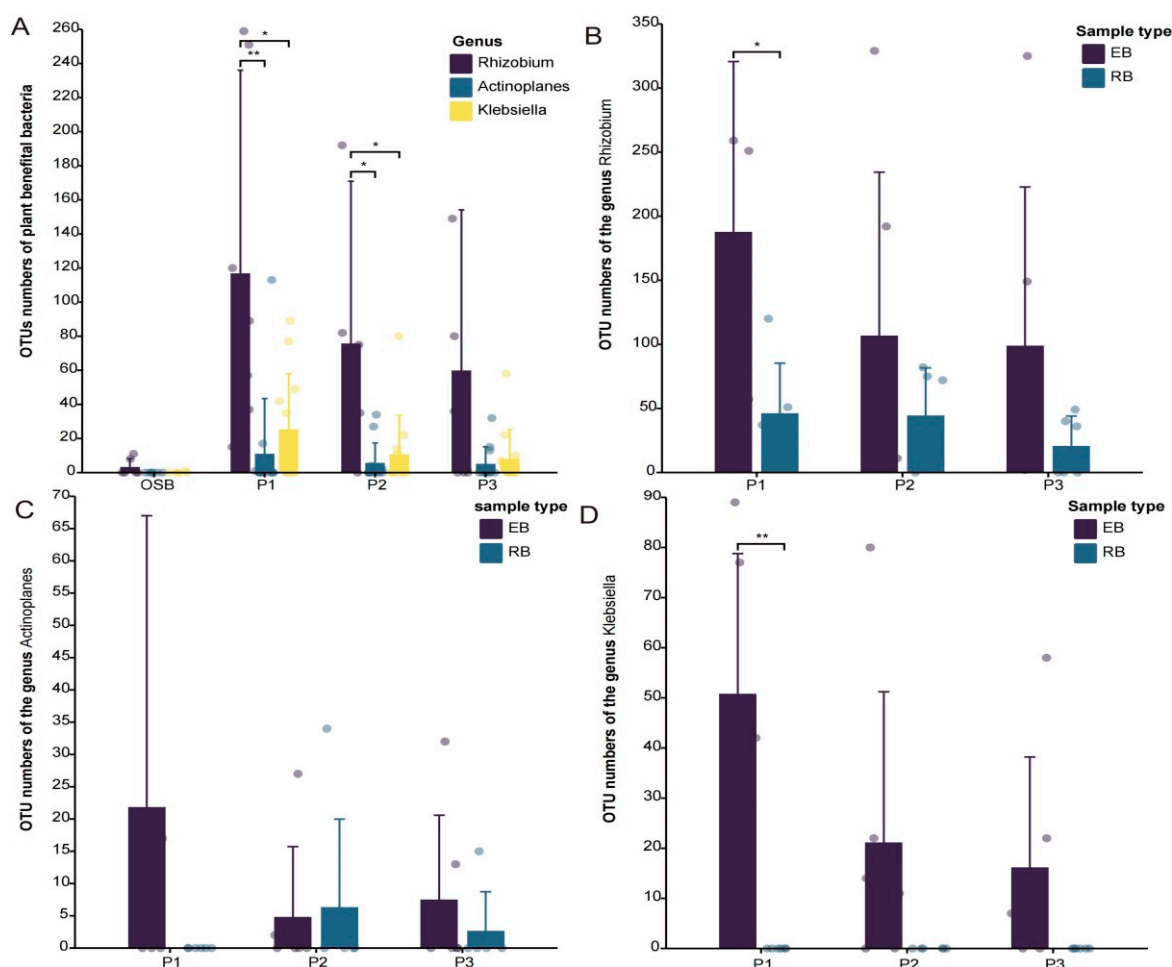 A
OTUs numbers of plant benefital bacteria
260
240
220
200
180
160
140
120
100
80
60
40
20
0
* 
**
*
*
Genus
Rhizobium
Actinoplanes
Klebsiella
OSB P1 P2 P3
B
OTU numbers of the genus Rhizobium
350
300
250
200
150
100
50
0
*
Sample type
EB
RB
P1 P2 P3
C
OTU numbers of the genus Actinoplanes
70
65
60
55
50
45
40
35
30
25
20
15
10
5
0
sample type
EB
RB
P1 P2 P3
D
OTU numbers of the genus Klebsiella
90
80
70
60
50
40
30
20
10
0
**
Sample type
EB
RB
P1 P2 P3